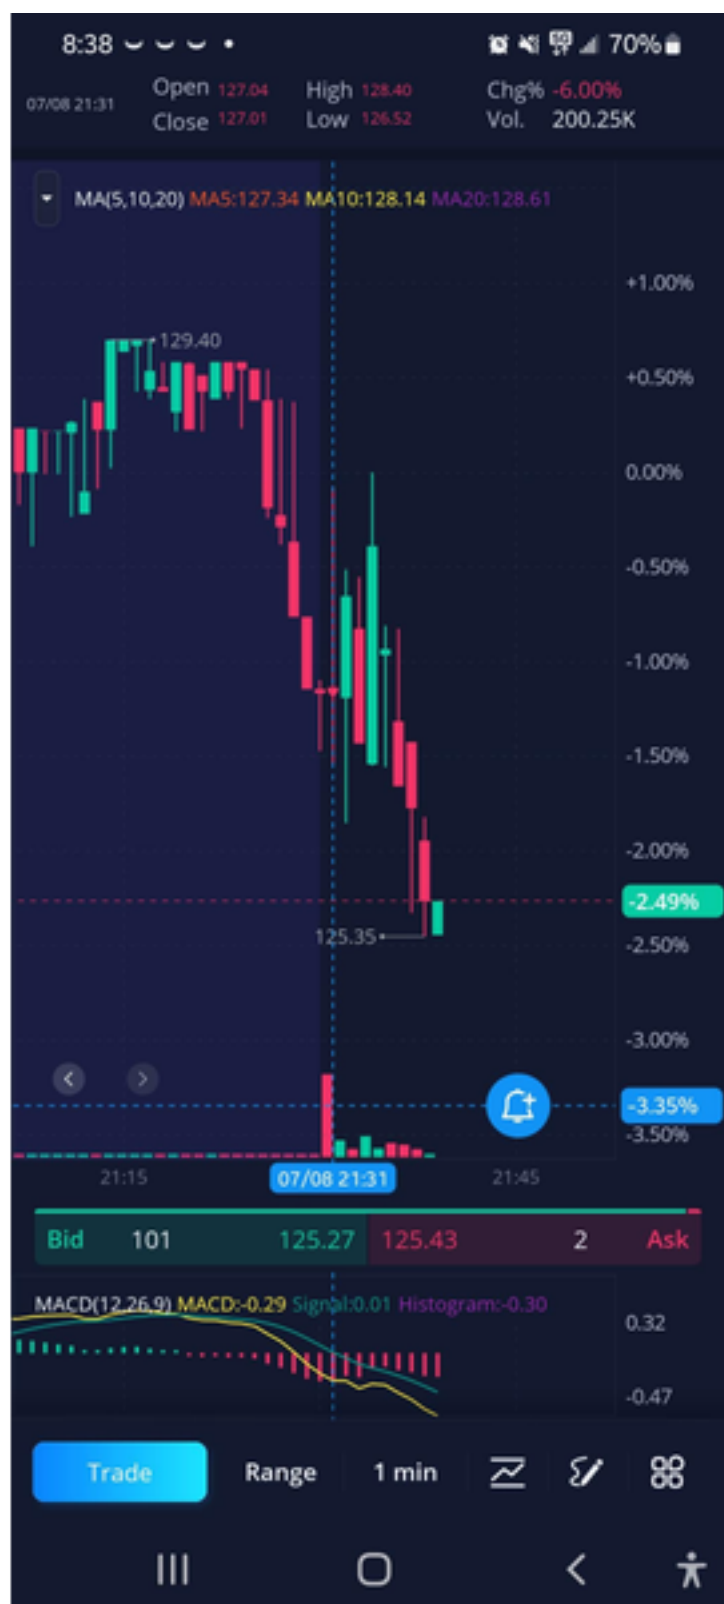 8:38 70%
07/08 21:31 Open 127.04 High 128.40 Chg% -6.00%
Close 127.01 Low 126.52 Vol. 200.25K
MA(5,10,20) MA5:127.34 MA10:128.14 MA20:128.61
+1.00%
129.40
+0.50%
0.00%
-0.50%
-1.00%
-1.50%
-2.00%
-2.49%
125.35
-2.50%
-3.00%
-3.35%
-3.50%
21:15 07/08 21:31 21:45
Bid 101 125.27 125.43 2 Ask
MACD(12,26,9) MACD:-0.29 Signal:0.01 Histogram:-0.30
0.32
-0.47
Trade Range 1 min